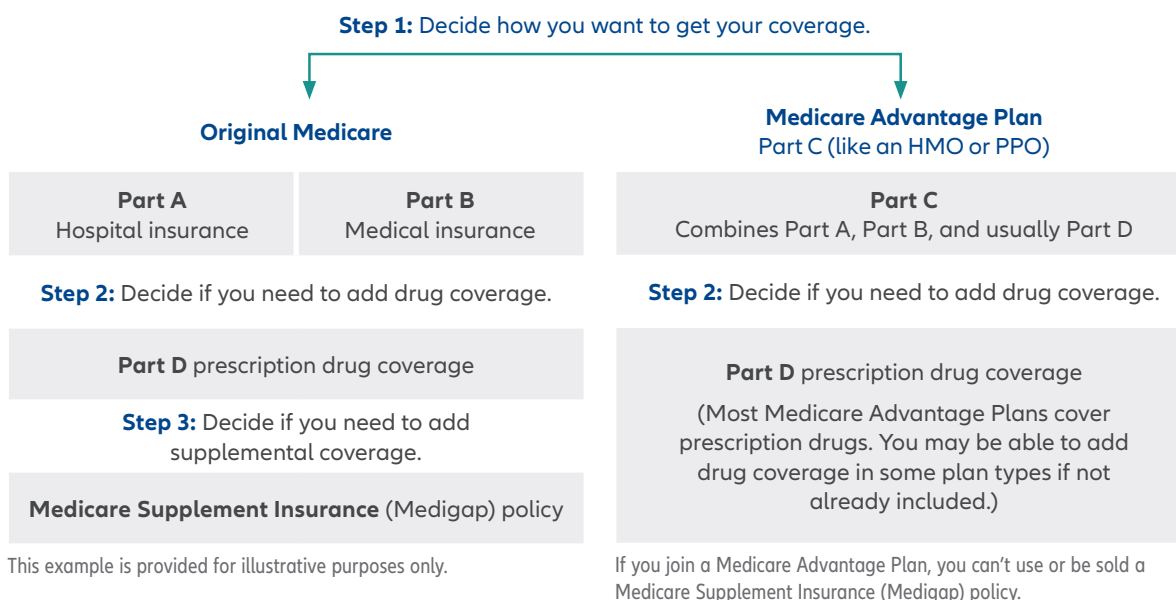 Step 1: Decide how you want to get your coverage.
Original Medicare
Part A
Hospital insurance
Part B
Medical insurance
Step 2: Decide if you need to add drug coverage.
Part D prescription drug coverage
Step 3: Decide if you need to add
supplemental coverage.
Medicare Supplement Insurance (Medigap) policy
This example is provided for illustrative purposes only.
Medicare Advantage Plan
Part C (like an HMO or PPO)
Part C
Combines Part A, Part B, and usually Part D
Step 2: Decide if you need to add drug coverage.
Part D prescription drug coverage
(Most Medicare Advantage Plans cover
prescription drugs. You may be able to add
drug coverage in some plan types if not
already included.)
If you join a Medicare Advantage Plan, you can’t use or be sold a
Medicare Supplement Insurance (Medigap) policy.